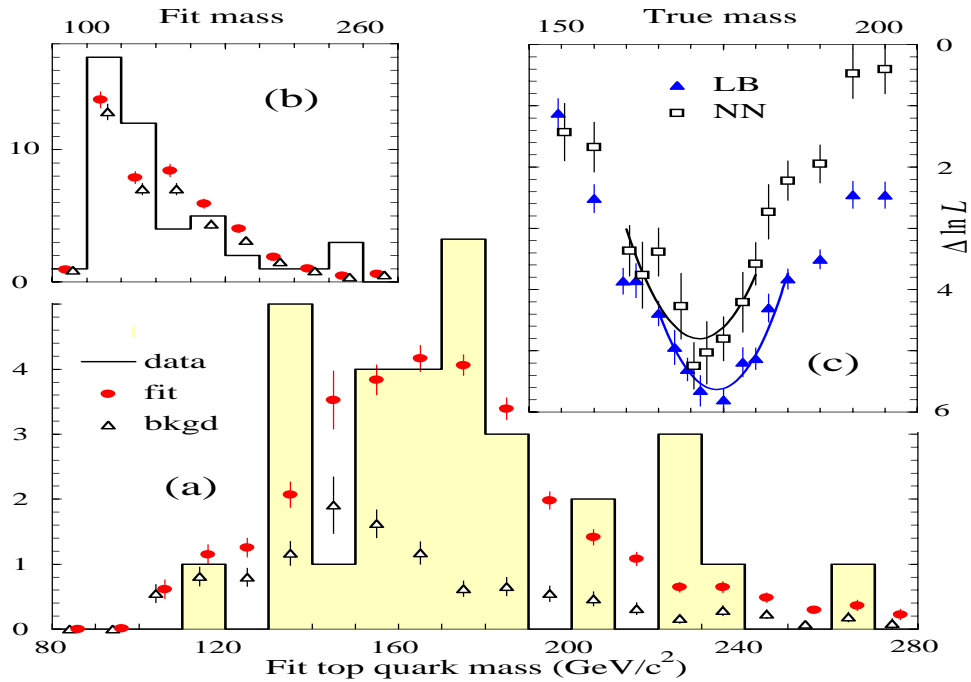 Fit mass
100 260
True mass
150 200
(b)
10
0
LB
NN
0
2
4
6
Δ ln L
(c)
data
fit
bkgd
(a)
4
3
2
1
0
80 120 160 200 240 280
Fit top quark mass (GeV/c²)